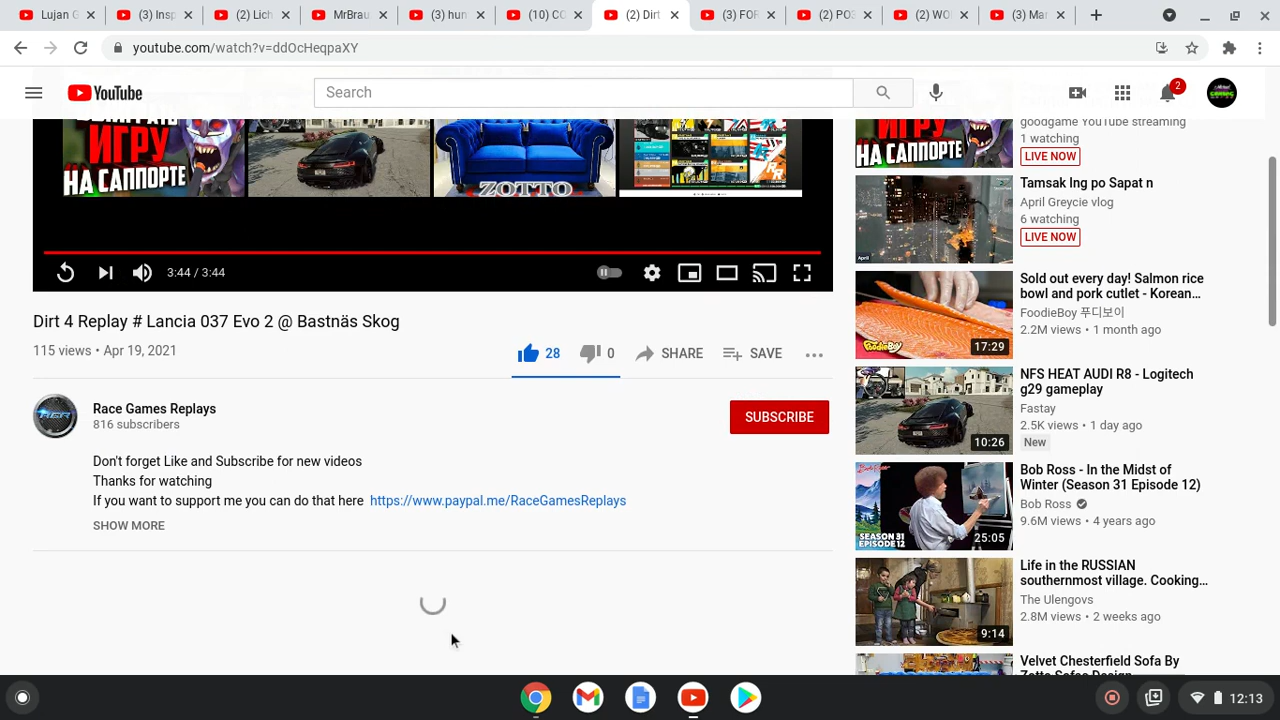 Lujan G
(3) Insp
(2) Lich
MrBrau
(3) hun
(10) CO
(2) Dirt
(3) FOR
(2) PO
(2) WO
(3) Mar
youtube.com/watch?v=ddOcHeqpaXY
YouTube
Search
2
ИГРУ
НА САППОРТЕ
ZOTTO
3:44 / 3:44
Dirt 4 Replay # Lancia 037 Evo 2 @ Bastnäs Skog
115 views • Apr 19, 2021
28
0
SHARE
SAVE
Race Games Replays
816 subscribers
SUBSCRIBE
Don't forget Like and Subscribe for new videos
Thanks for watching
If you want to support me you can do that here https://www.paypal.me/RaceGamesReplays
SHOW MORE
ИГРУ
НА САППОРТЕ
goodgame YouTube streaming
1 watching
LIVE NOW
April
Tamsak Ing po Sapat n
April Greycie vlog
6 watching
LIVE NOW
FoodieBoy
17:29
Sold out every day! Salmon rice
bowl and pork cutlet - Korean...
FoodieBoy 푸디보이
2.2M views • 1 month ago
10:26
NFS HEAT AUDI R8 - Logitech
g29 gameplay
Fastay
2.5K views • 1 day ago
New
Bob Ross
SEASON 31
EPISODE 12
25:05
Bob Ross - In the Midst of
Winter (Season 31 Episode 12)
Bob Ross
9.6M views • 4 years ago
9:14
Life in the RUSSIAN
southernmost village. Cooking...
The Ulengovs
2.8M views • 2 weeks ago
Velvet Chesterfield Sofa By
12:13